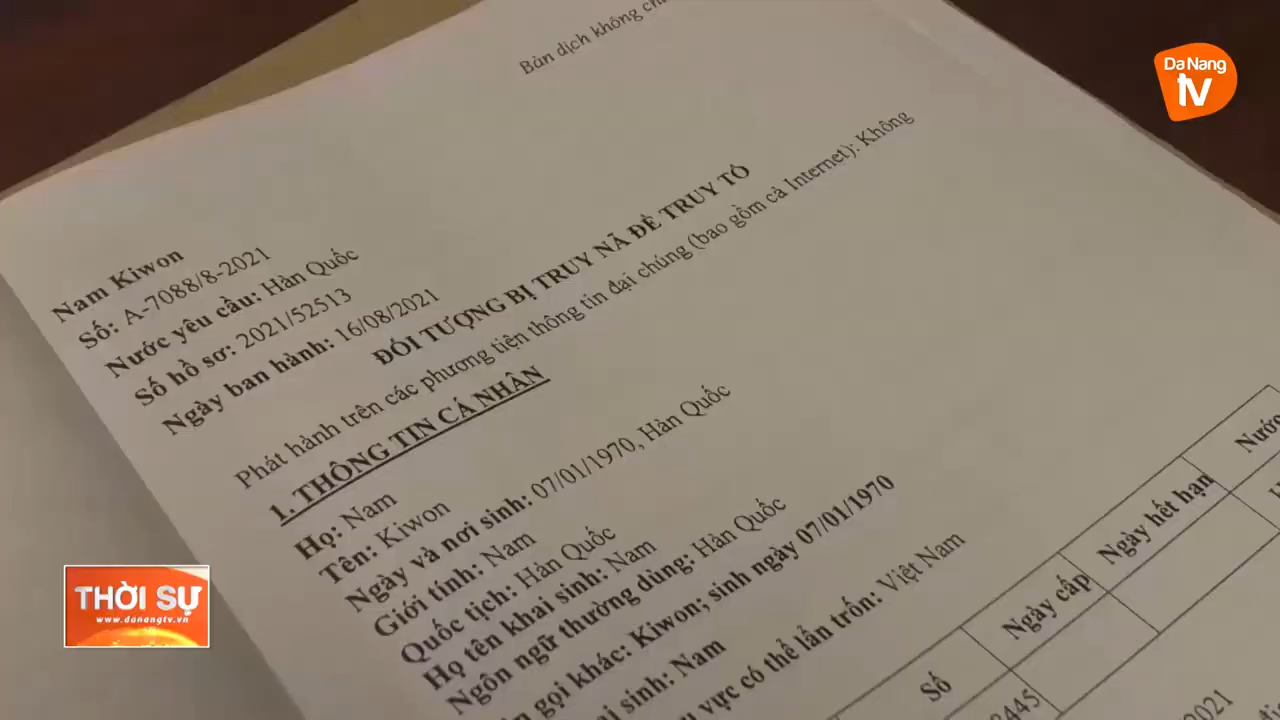 Bản dịch không
Da Nang
tv
Nam Kiwon
Số: A-7088/8-2021
Nước yêu cầu: Hàn Quốc
Số hồ sơ: 2021/52513
Ngày ban hành: 16/08/2021
ĐỐI TƯỢNG BỊ TRUY NÃ ĐỂ TRUY TỐ
Phát hành trên các phương tiện thông tin đại chúng (bao gồm cả Internet): Không
1. THÔNG TIN CÁ NHÂN
Họ: Nam
Tên: Kiwon
Ngày và nơi sinh: 07/01/1970, Hàn Quốc
Giới tính: Nam
Quốc tịch: Hàn Quốc
Họ tên khai sinh: Nam
Ngôn ngữ thường dùng: Hàn Quốc
gọi khác: Kiwon; sinh ngày 07/01/1970
sinh: Nam
vực có thể lẩn trốn: Việt Nam
Số Ngày cấp Ngày hết hạn Nước
THỜI SỰ
www.danangtv.vn